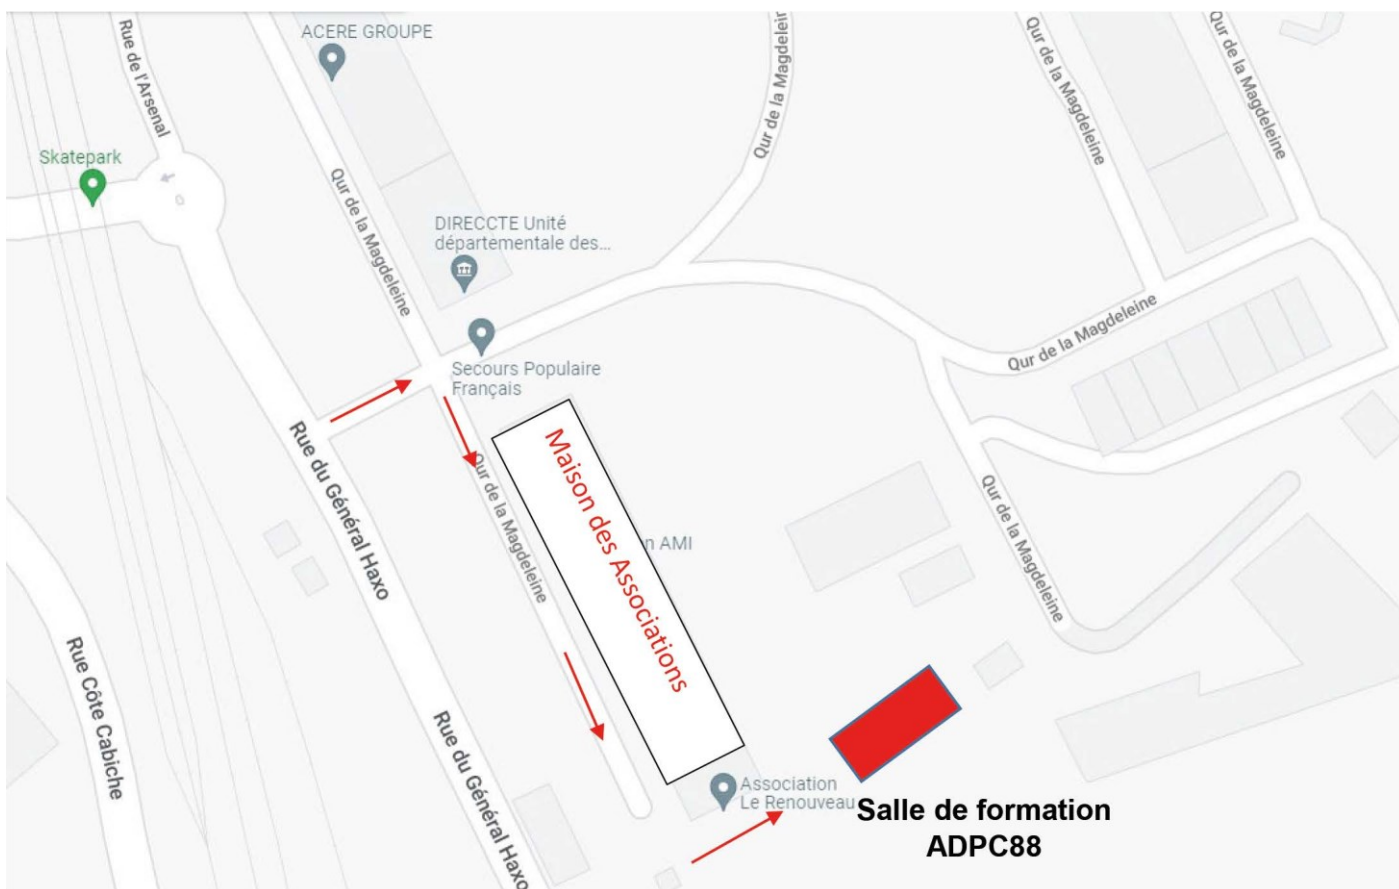 ACERE GROUPE
Rue de l'Arsenal
Qur de la Magdeleine
Qur de la Magdeleine
Qur de la Magdeleine
Skatepark
Qur de la Magdeleine
DIRECCTE Unité
départementale des...
Qur de la Magdeleine
Secours Populaire
Français
Rue du Général Haxo
Maison des Associations
Qur de la Magdeleine
n AMI
Qur de la Magdeleine
Rue Côte Cabiche
Rue du Général Haxo
Association
Le Renouveau
Salle de formation
ADPC88